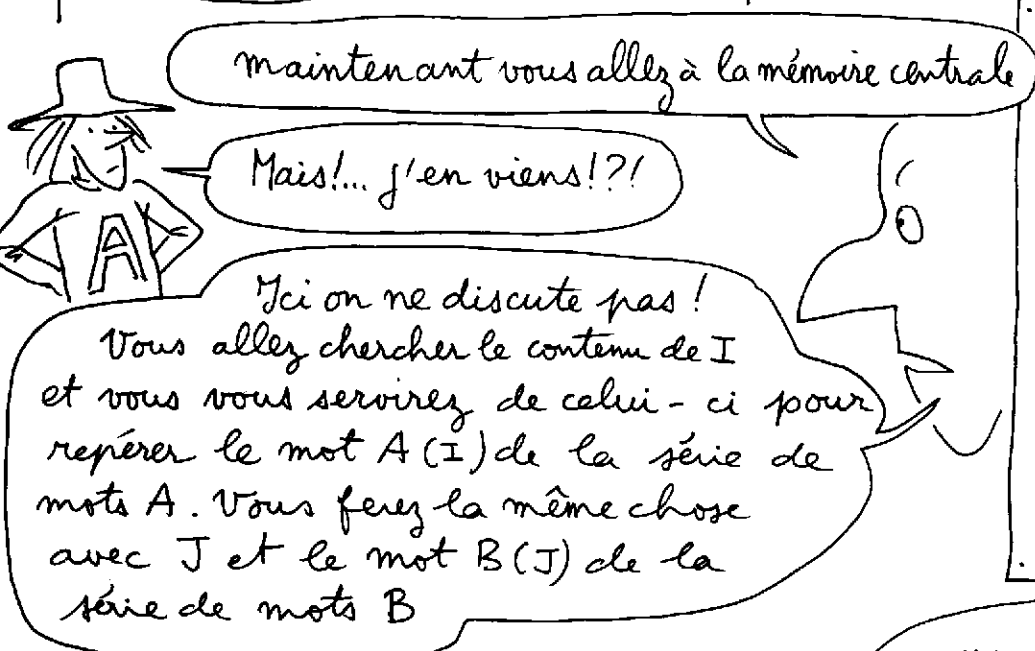 maintenant vous allez à la mémoire centrale
Mais!... j'en viens!?!
A
Ici on ne discute pas !
Vous allez chercher le contenu de I
et vous vous servirez de celui-ci pour
repérer le mot A (I) de la série de
mots A. Vous ferez la même chose
avec J et le mot B (J) de la
série de mots B